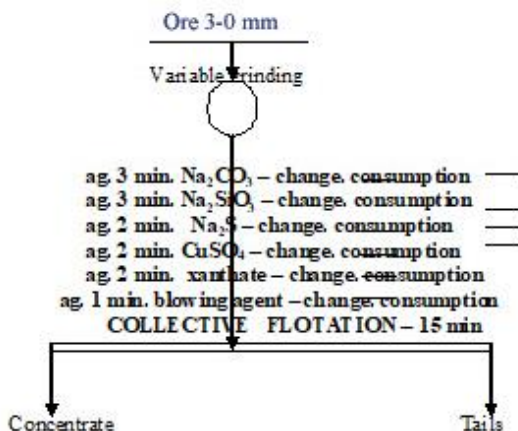 Ore 3-0 mm
Variable grinding
ag. 3 min. Na₂CO₃ – change. consumption
ag. 3 min. Na₂SiO₃ – change. consumption
ag. 2 min. Na₂S – change. consumption
ag. 2 min. CuSO₄ – change. consumption
ag. 2 min. xanthate – change. consumption
ag. 1 min. blowing agent – change. consumption
COLLECTIVE FLOTATION – 15 min
Concentrate
Tails